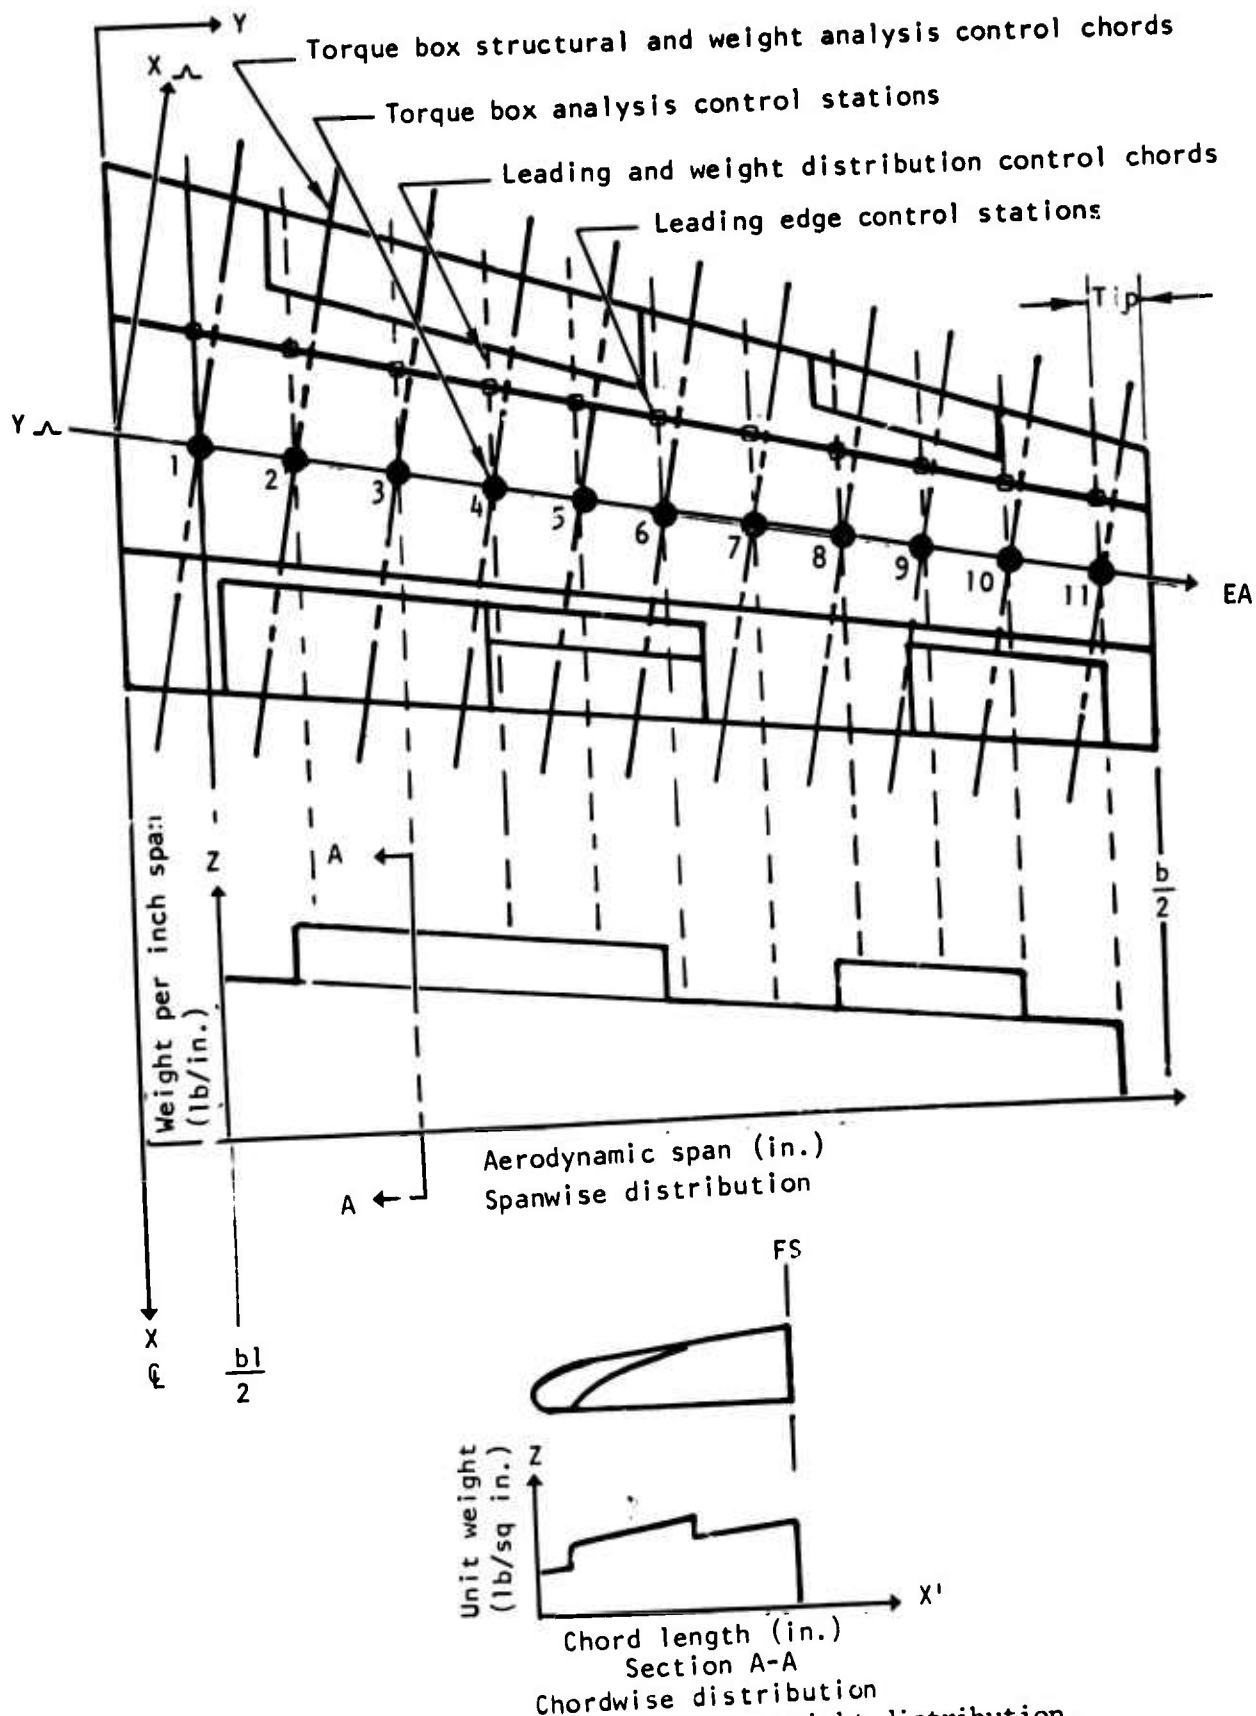 Y
X
Torque box structural and weight analysis control chords
Torque box analysis control stations
Leading and weight distribution control chords
Leading edge control stations
Tip
Y
1
2
3
4
5
6
7
8
9
10
11
EA
Weight per inch span
(lb/in.)
Z
A
b
2
Aerodynamic span (in.)
A
Spanwise distribution
X
℄
bl
2
FS
Unit weight
(lb/sq in.)
Z
X'
Chord length (in.)
Section A-A
Chordwise distribution
distribution